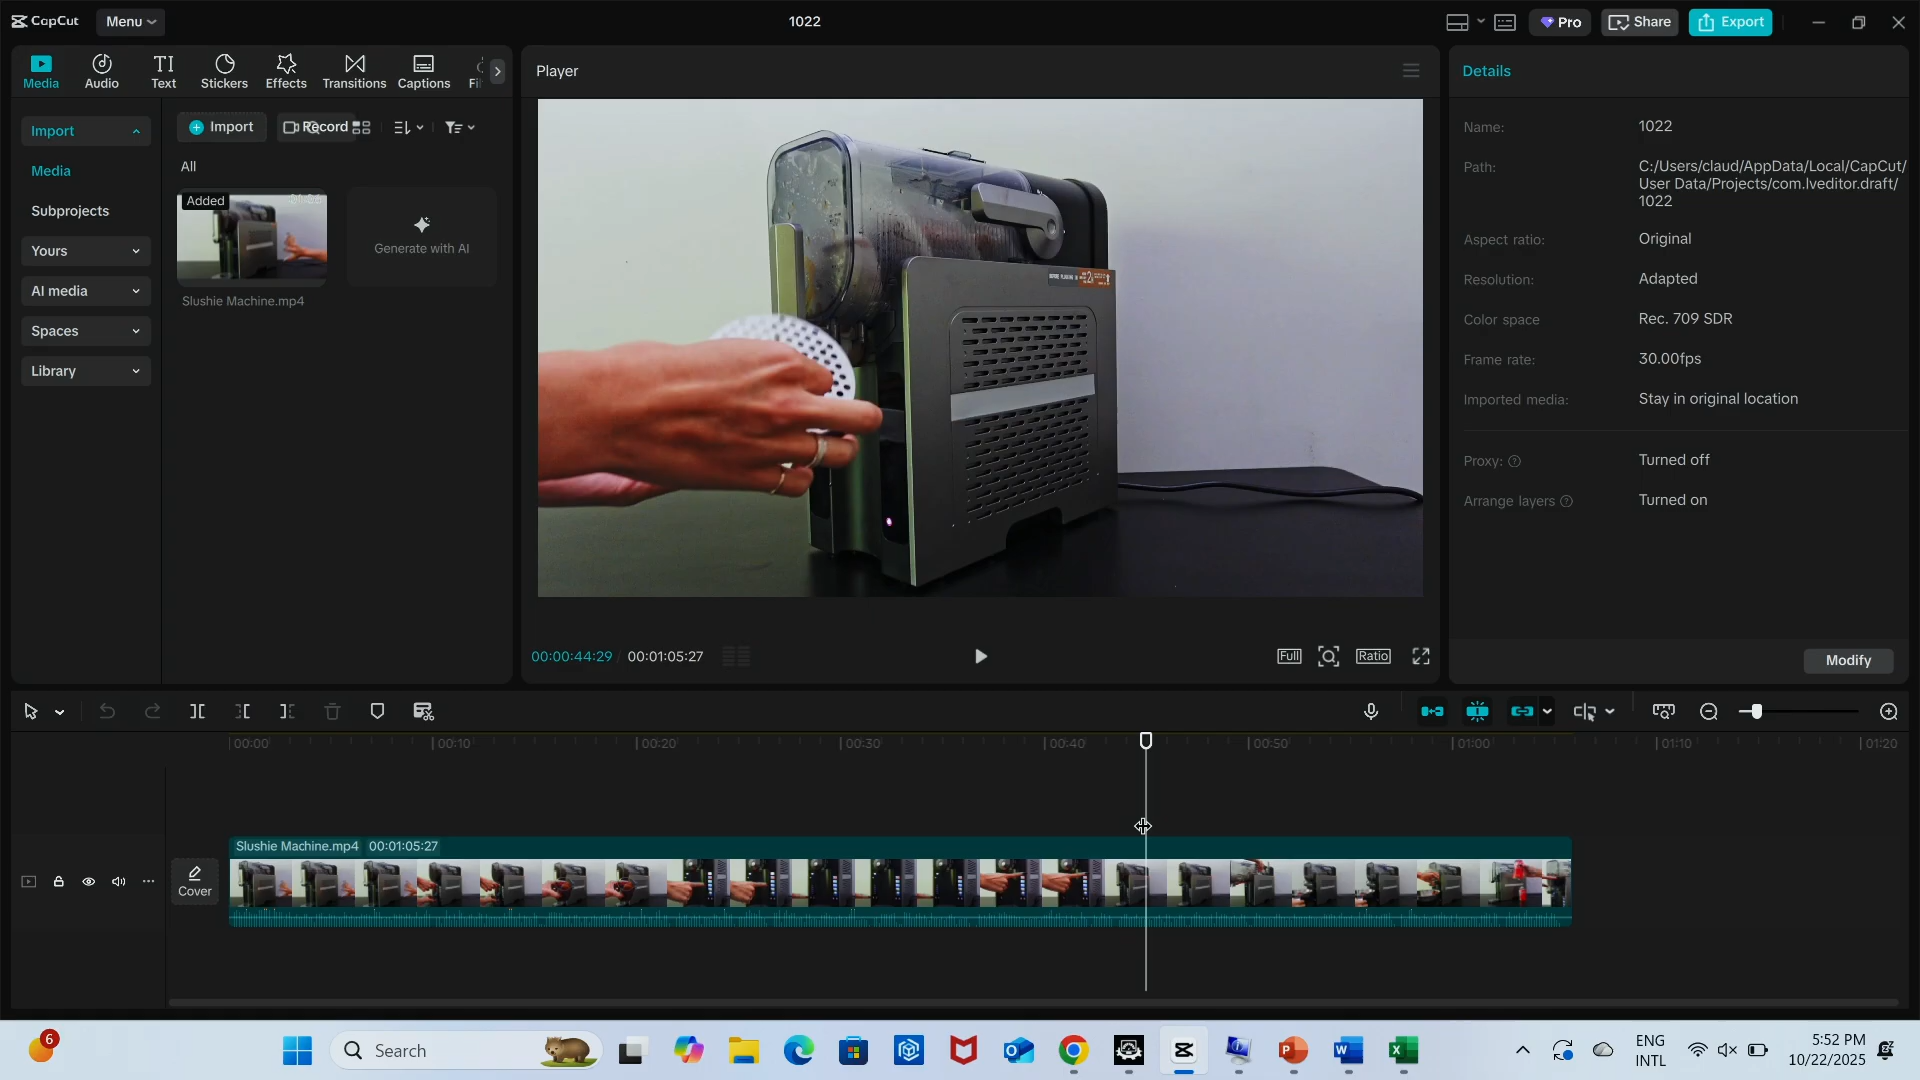 CapCut
Menu
1022
Pro
Share
Export
Media
Audio
Text
Stickers
Effects
Transitions
Captions
Import
Media
Subprojects
Yours
AI media
Spaces
Library
Import
Record
All
Added
Slushie Machine.mp4
Generate with AI
Player
00:00:44:29 / 00:01:05:27
Full
Ratio
Details
Name:
1022
Path:
C:/Users/claud/AppData/Local/CapCut/
User Data/Projects/com.lveditor.draft/
1022
Aspect ratio:
Original
Resolution:
Adapted
Color space
Rec. 709 SDR
Frame rate:
30.00fps
Imported media:
Stay in original location
Proxy:
Turned off
Arrange layers
Turned on
Modify
00:00
00:10
00:20
00:30
00:40
00:50
01:00
01:10
01:20
Slushie Machine.mp4 00:01:05:27
Cover
6
Search
ENG
INTL
5:52 PM
10/22/2025